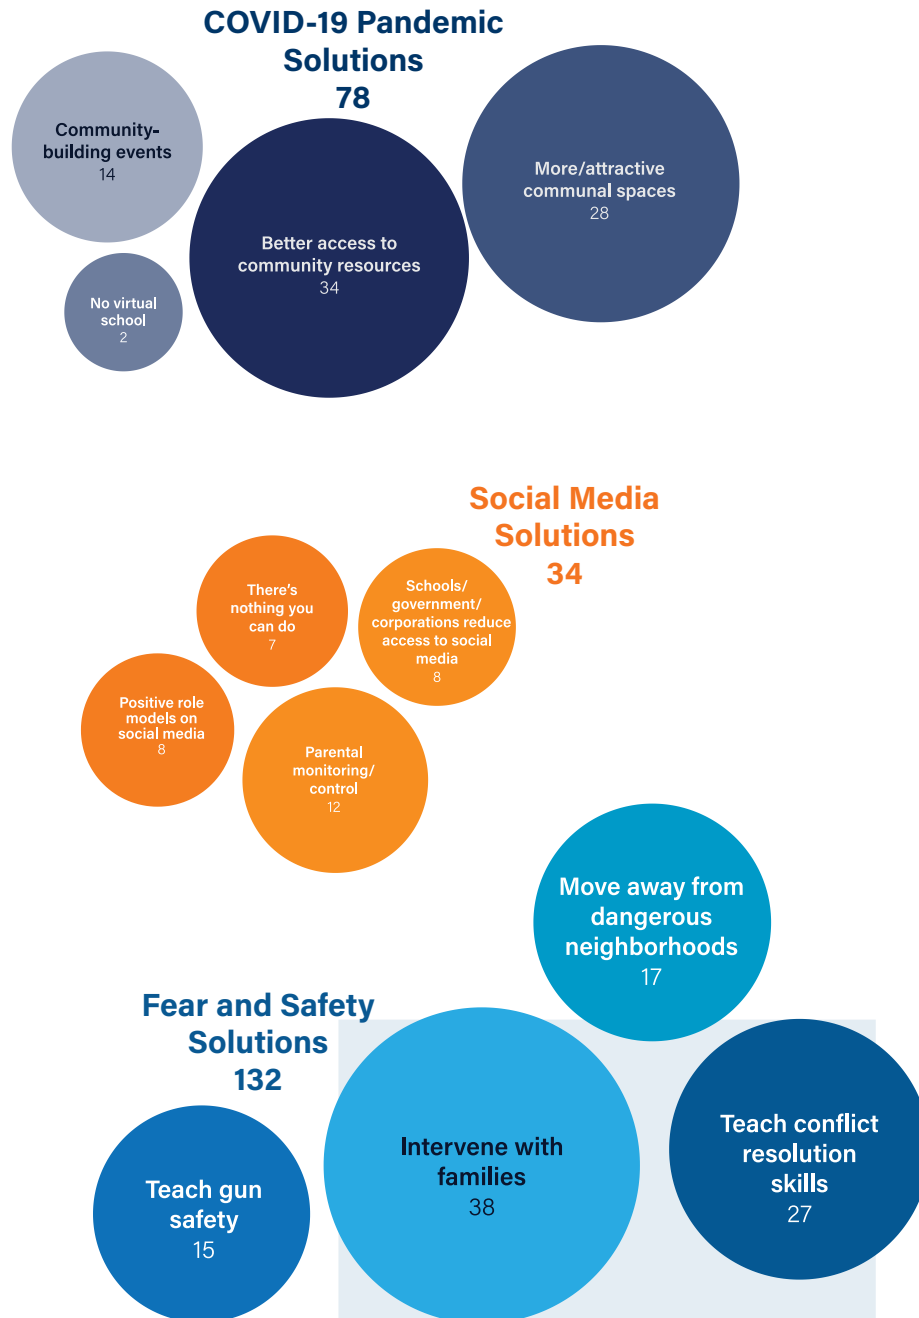 COVID-19 Pandemic
Solutions
78
Community-
building events
14
More/attractive
communal spaces
28
Better access to
community resources
34
No virtual
school
2
Social Media
Solutions
34
There's
nothing you
can do
7
Schools/
government/
corporations reduce
access to social
media
8
Positive role
models on
social media
8
Parental
monitoring/
control
12
Move away from
dangerous
neighborhoods
17
Fear and Safety
Solutions
132
Teach conflict
resolution
skills
27
Intervene with
families
38
Teach gun
safety
15